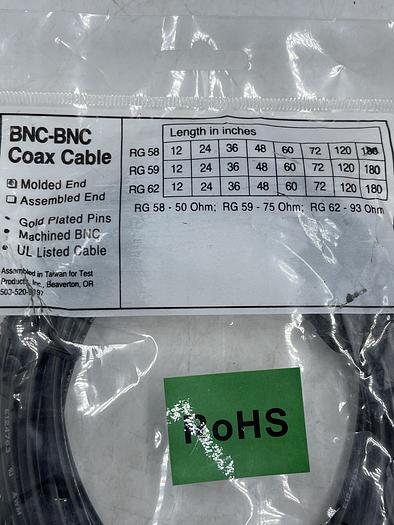 BNC-BNC
Coax Cable
Molded End
Assembled End
Gold Plated Pins
Machined BNC
UL Listed Cable
Assembled in Taiwan for Test
Products, Inc., Beaverton, OR
Length in inches
RG 58 12 24 36 48 60 72 120 180
RG 59 12 24 36 48 60 72 120 180
RG 62 12 24 36 48 60 72 120 180
RG 58 - 50 Ohm; RG 59 - 75 Ohm; RG 62 - 93 Ohm
RoHS